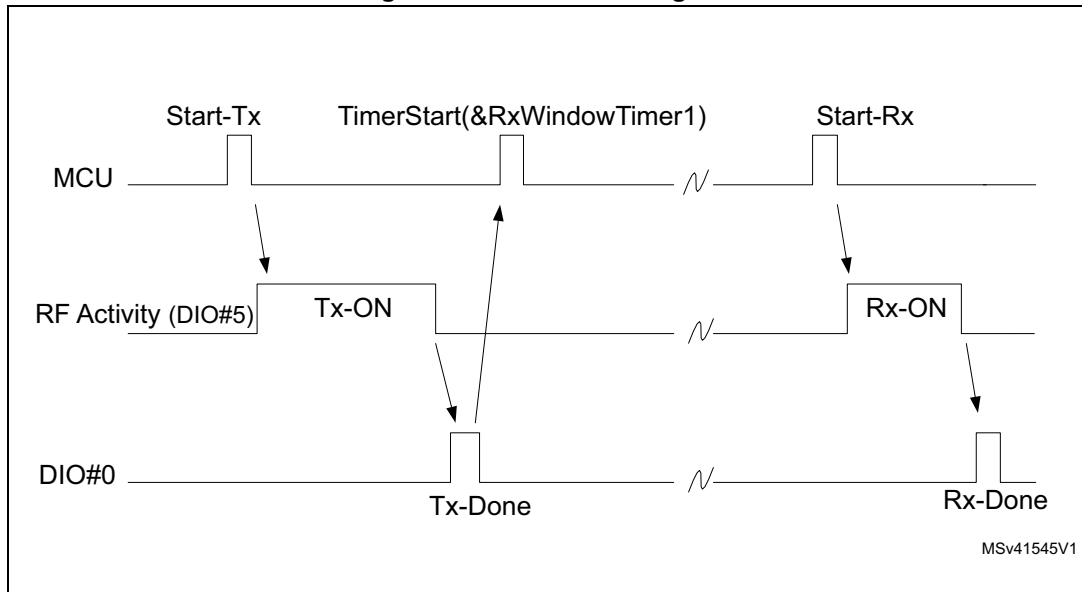 Start-Tx TimerStart(&RxWindowTimer1) Start-Rx
MCU
RF Activity (DIO#5) Tx-ON Rx-ON
DIO#0
Tx-Done Rx-Done
MSv41545V1